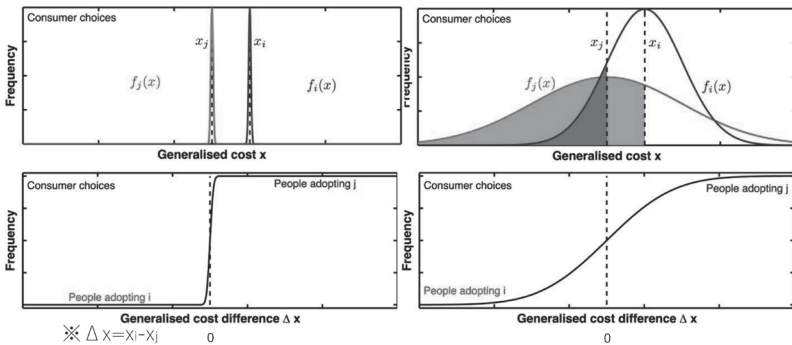 Consumer choices
x_j
x_i
f_j(x)
f_i(x)
Frequency
Generalised cost x
Consumer choices
x_j
x_i
f_j(x)
f_i(x)
Frequency
Generalised cost x
Consumer choices
People adopting j
People adopting i
Frequency
Generalised cost difference Δ x
※ Δ x=xi-xj
0
Consumer choices
People adopting j
People adopting i
Frequency
Generalised cost difference Δ x
0